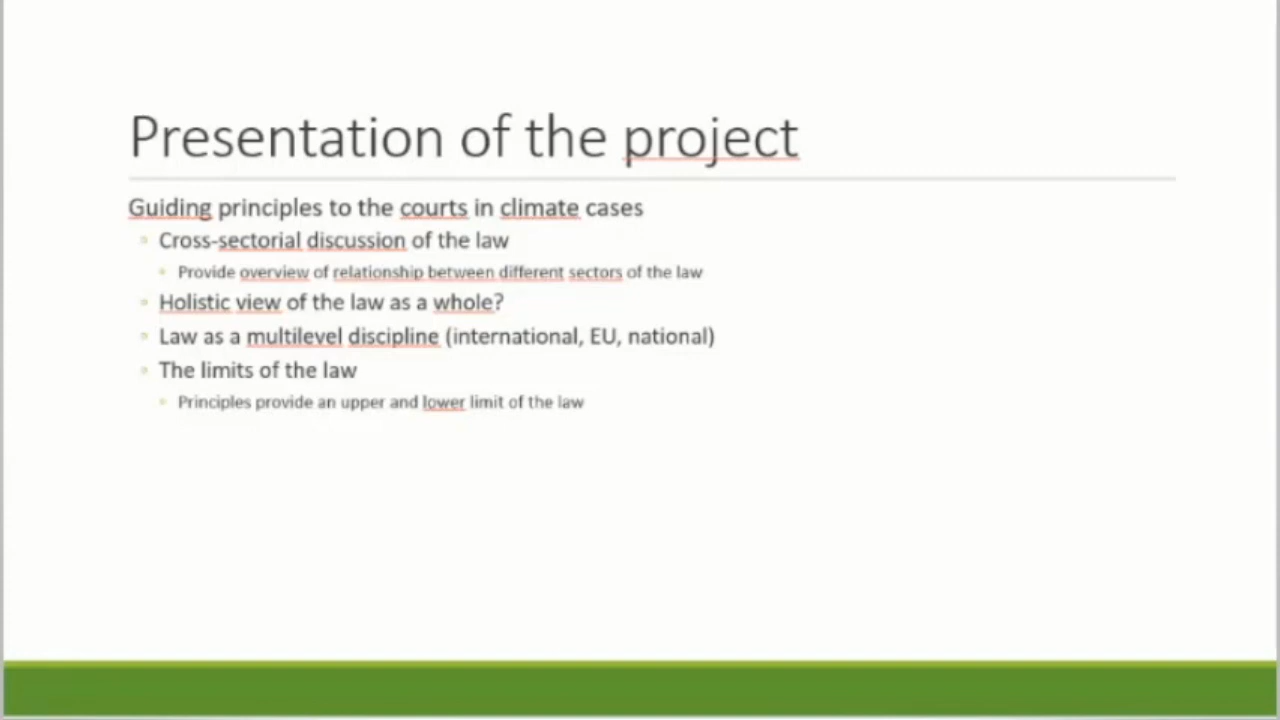 Presentation of the project
Guiding principles to the courts in climate cases
Cross-sectorial discussion of the law
Provide overview of relationship between different sectors of the law
Holistic view of the law as a whole?
Law as a multilevel discipline (international, EU, national)
The limits of the law
Principles provide an upper and lower limit of the law